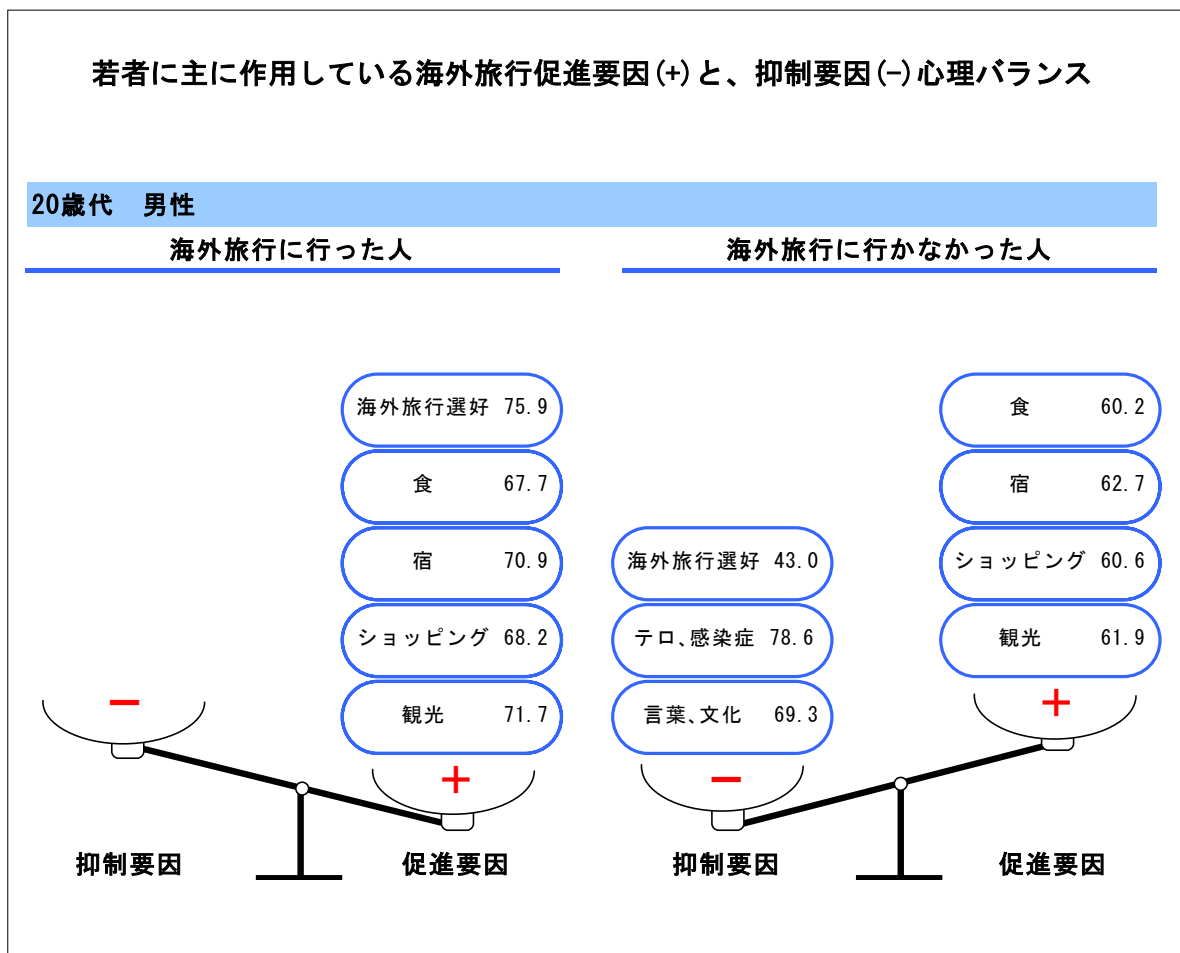 若者に主に作用している海外旅行促進要因(+)と、抑制要因(-)心理バランス
20歳代　男性
海外旅行に行った人
海外旅行選好 75.9
食 67.7
宿 70.9
ショッピング 68.2
観光 71.7
－
＋
抑制要因
促進要因
海外旅行に行かなかった人
海外旅行選好 43.0
テロ、感染症 78.6
言葉、文化 69.3
食 60.2
宿 62.7
ショッピング 60.6
観光 61.9
－
＋
抑制要因
促進要因